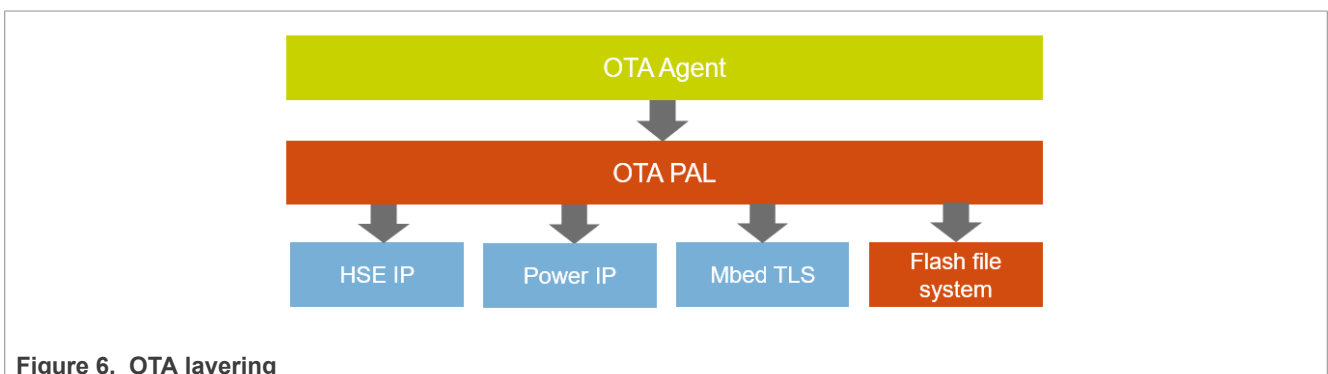 OTA Agent
OTA PAL
HSE IP
Power IP
Mbed TLS
Flash file
system
Figure 6. OTA layering